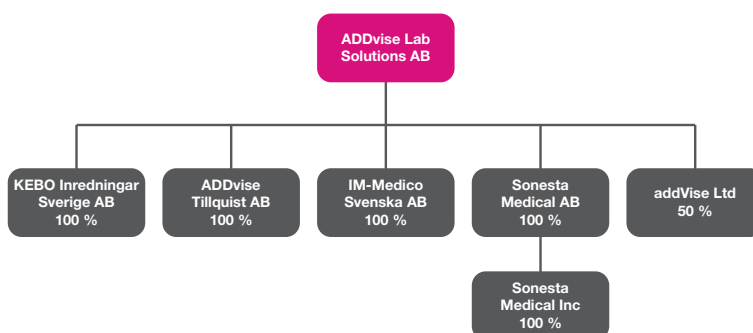 ADDvise Lab
Solutions AB
KEBO Inredningar
Sverige AB
100 %
ADDvise
Tillquist AB
100 %
IM-Medico
Svenska AB
100 %
Sonesta
Medical AB
100 %
addVise Ltd
50 %
Sonesta
Medical Inc
100 %